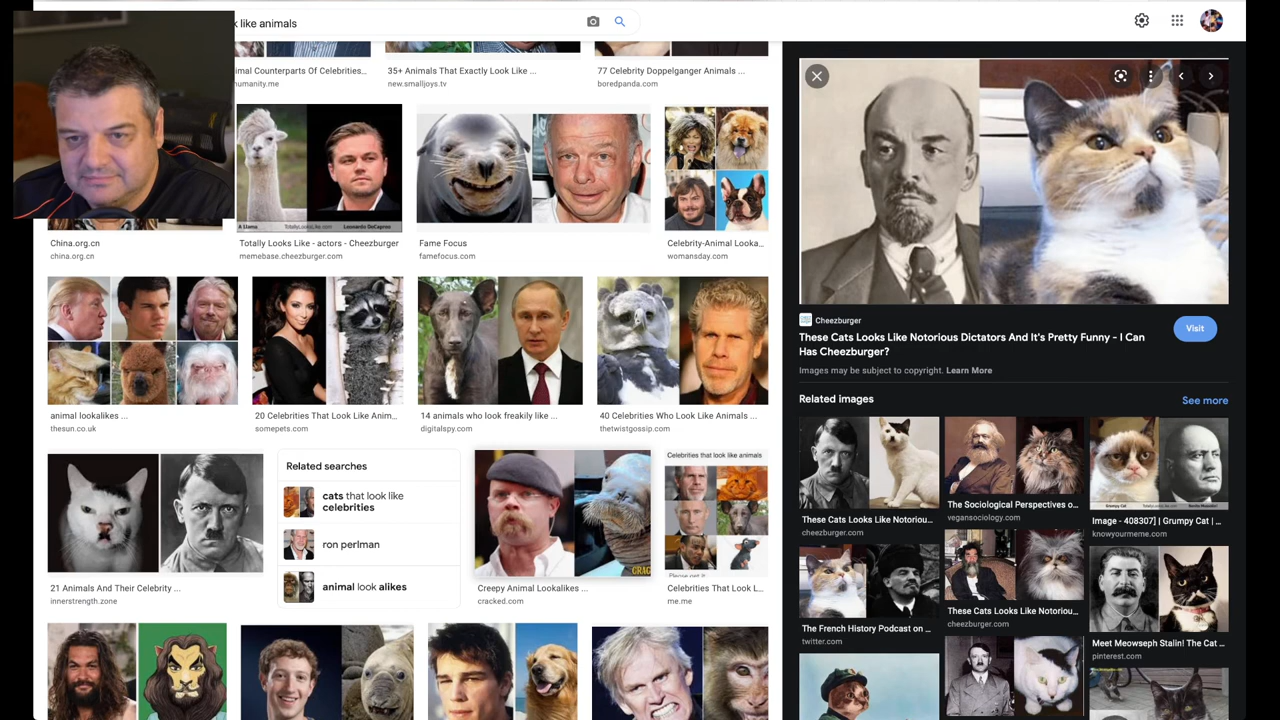 k like animals
imal Counterparts Of Celebrities...
humanity.me
35+ Animals That Exactly Look Like ...
new.smalljoys.tv
77 Celebrity Doppelganger Animals ...
boredpanda.com
A Llama
TotallyLooksLike.com
Leonardo DeCaprao
China.org.cn
china.org.cn
Totally Looks Like - actors - Cheezburger
memebase.cheezburger.com
Fame Focus
famefocus.com
Celebrity-Animal Looka...
womansday.com
animal lookalikes ...
thesun.co.uk
20 Celebrities That Look Like Anim...
somepets.com
14 animals who look freakily like ...
digitalspy.com
40 Celebrities Who Look Like Animals ...
thetwistgossip.com
21 Animals And Their Celebrity ...
innerstrength.zone
Related searches
cats that look like
celebrities
ron perlman
animal look alikes
CRAC
Creepy Animal Lookalikes ...
cracked.com
Celebrities that look like animals
Please get it
Celebrities That Look L...
me.me
Cheezburger
These Cats Looks Like Notorious Dictators And It's Pretty Funny - I Can
Has Cheezburger?
Visit
Images may be subject to copyright. Learn More
Related images
See more
These Cats Looks Like Notoriou...
cheezburger.com
The Sociological Perspectives o...
vegansociology.com
Image - 408307] | Grumpy Cat | ...
knowyourmeme.com
The French History Podcast on ...
twitter.com
These Cats Looks Like Notoriou...
cheezburger.com
Meet Meowseph Stalin! The Cat ...
pinterest.com